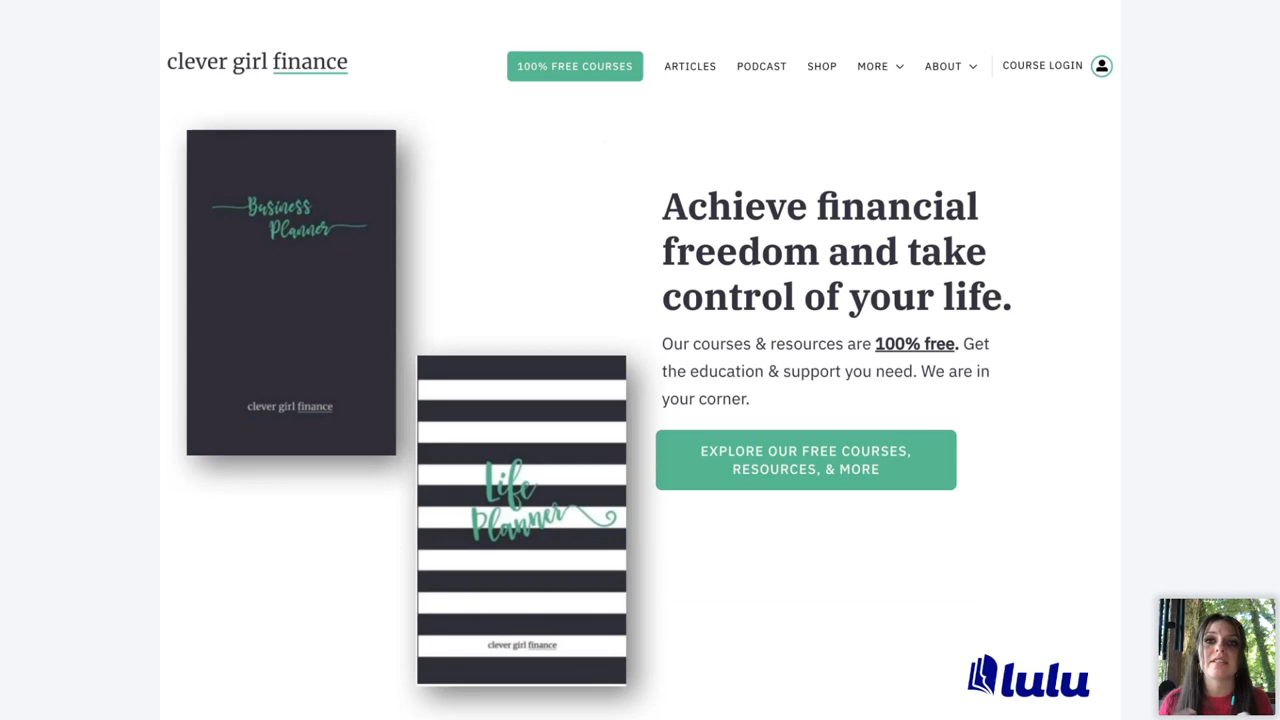 clever girl finance
100% FREE COURSES
ARTICLES
PODCAST
SHOP
MORE
ABOUT
COURSE LOGIN
Business
Planner
clever girl finance
Life
Planner
clever girl finance
Achieve financial
freedom and take
control of your life.
Our courses & resources are 100% free. Get
the education & support you need. We are in
your corner.
EXPLORE OUR FREE COURSES,
RESOURCES, & MORE
lulu